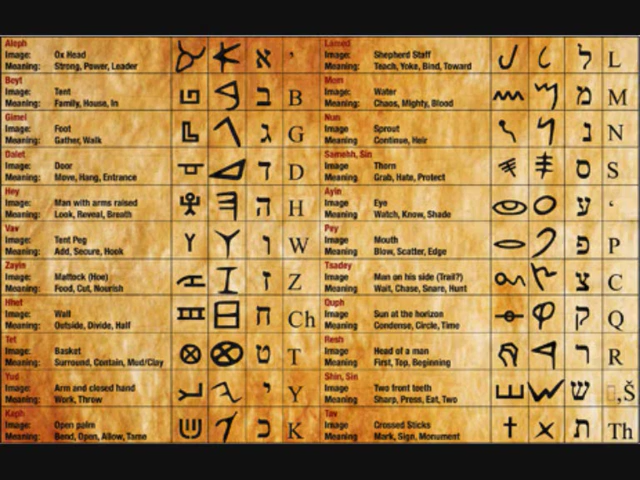 Aleph
Image: Ox Head
Meaning: Strong, Power, Leader
א ’
Beyt
Image: Tent
Meaning: Family, House, In
ב B
Gimel
Image: Foot
Meaning: Gather, Walk
ג G
Dalet
Image: Door
Meaning: Move, Hang, Entrance
ד D
Hey
Image: Man with arms raised
Meaning: Look, Reveal, Breath
ה H
Vav
Image: Tent Peg
Meaning: Add, Secure, Hook
ו W
Zayin
Image: Mattock (Hoe)
Meaning: Food, Cut, Nourish
ז Z
Hhet
Image: Wall
Meaning: Outside, Divide, Half
ח Ch
Tet
Image: Basket
Meaning: Surround, Contain, Mud/Clay
ט T
Yud
Image: Arm and closed hand
Meaning: Work, Throw
י Y
Kaph
Image: Open palm
Meaning: Bend, Open, Allow, Tame
כ K
Lamed
Image: Shepherd Staff
Meaning: Teach, Yoke, Bind, Toward
ל L
Mem
Image: Water
Meaning: Chaos, Mighty, Blood
מ M
Nun
Image Sprout
Meaning Continue, Heir
נ N
Samehh, Sin
Image Thorn
Meaning Grab, Hate, Protect
ס S
Ayin
Image Eye
Meaning Watch, Know, Shade
ע ‘
Pey
Image Mouth
Meaning Blow, Scatter, Edge
פ P
Tsadey
Image Man on his side (Trail?)
Meaning Wait, Chase, Snare, Hunt
צ C
Quph
Image Sun at the horizon
Meaning Condense, Circle, Time
ק Q
Resh
Image Head of a man
Meaning First, Top, Beginning
ר R
Shin, Sin
Image Two front teeth
Meaning Sharp, Press, Eat, Two
ש ,Š
Tav
Image Crossed Sticks
Meaning Mark, Sign, Monument
ת Th